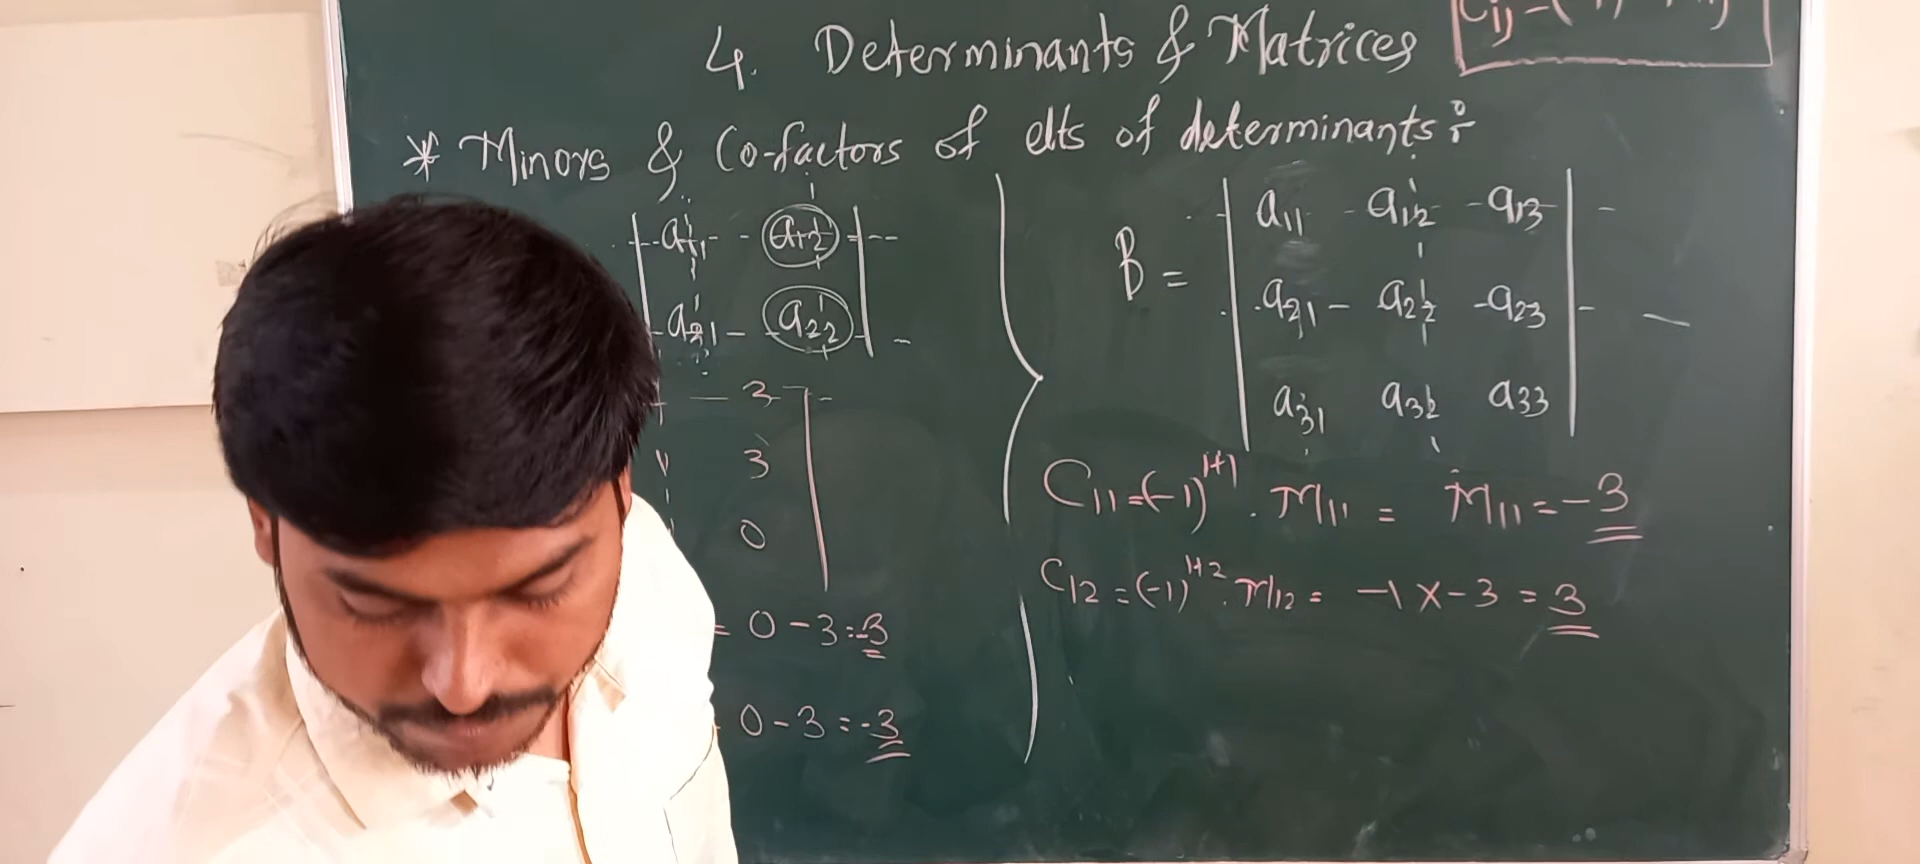 4. Determinants & Matrices
Cij = (-1)
* Minors & Co-factors of elts of determinants :-
a11 a12
a21 a22
3
3
0
= 0 - 3 = -3
0 - 3 = -3
B = | a11 a12 a13 |
| a21 a22 a23 |
| a31 a32 a33 |
C11 = (-1)^1+1 . M11 = M11 = -3
C12 = (-1)^1+2 . M12 = -1 x -3 = 3